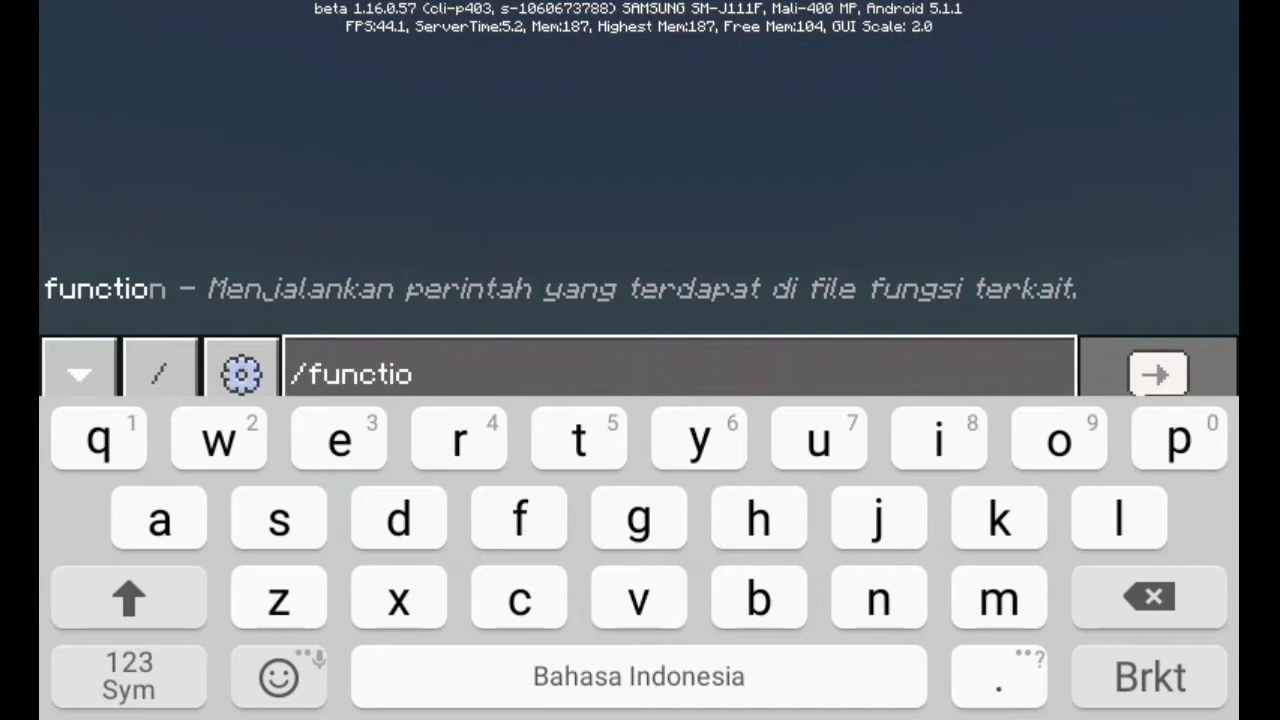 beta 1.16.0.57 (cli-p403, s-1060673788) SAMSUNG SM-J111F, Mali-400 MP, Android 5.1.1
FPS:44.1, ServerTime:5.2, Mem:187, Highest Mem:187, Free Mem:104, GUI Scale: 2.0
function - Menjalankan perintah yang terdapat di file fungsi terkait.
/ /functio
q 1 w 2 e 3 r 4 t 5 y 6 u 7 i 8 o 9 p 0
a s d f g h j k l
z x c v b n m
123 Sym Bahasa Indonesia . ? Brkt